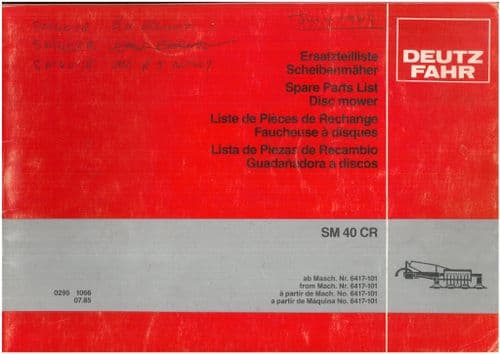 DEUTZ
FAHR
Ersatzteilliste
Scheibenmäher
Spare Parts List
Disc mower
Liste de Pièces de Rechange
Faucheuse à disques
Lista de Piezas de Recambio
Guadañadora a discos
SM 40 CR
ab Masch. Nr. 6417-101
from Mach. Nr. 6417-101
à partir de Mach. No. 6417-101
a partir de Máquina No. 6417-101
0295 1066
07.85